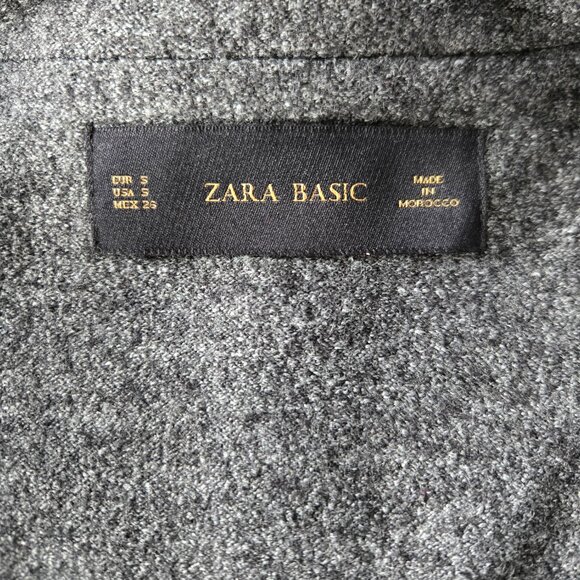 EUR S
USA S
MEX 26
ZARA BASIC
MADE
IN
MOROCCO